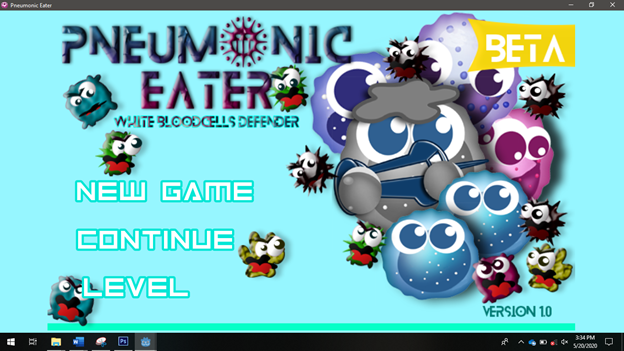 Pneumonic Eater
PNEUMONIC
EATER
WHITE BLOODCELLS DEFENDER
BETA
NEW GAME
CONTINUE
LEVEL
VERSION 1.0
3:34 PM
5/20/2020